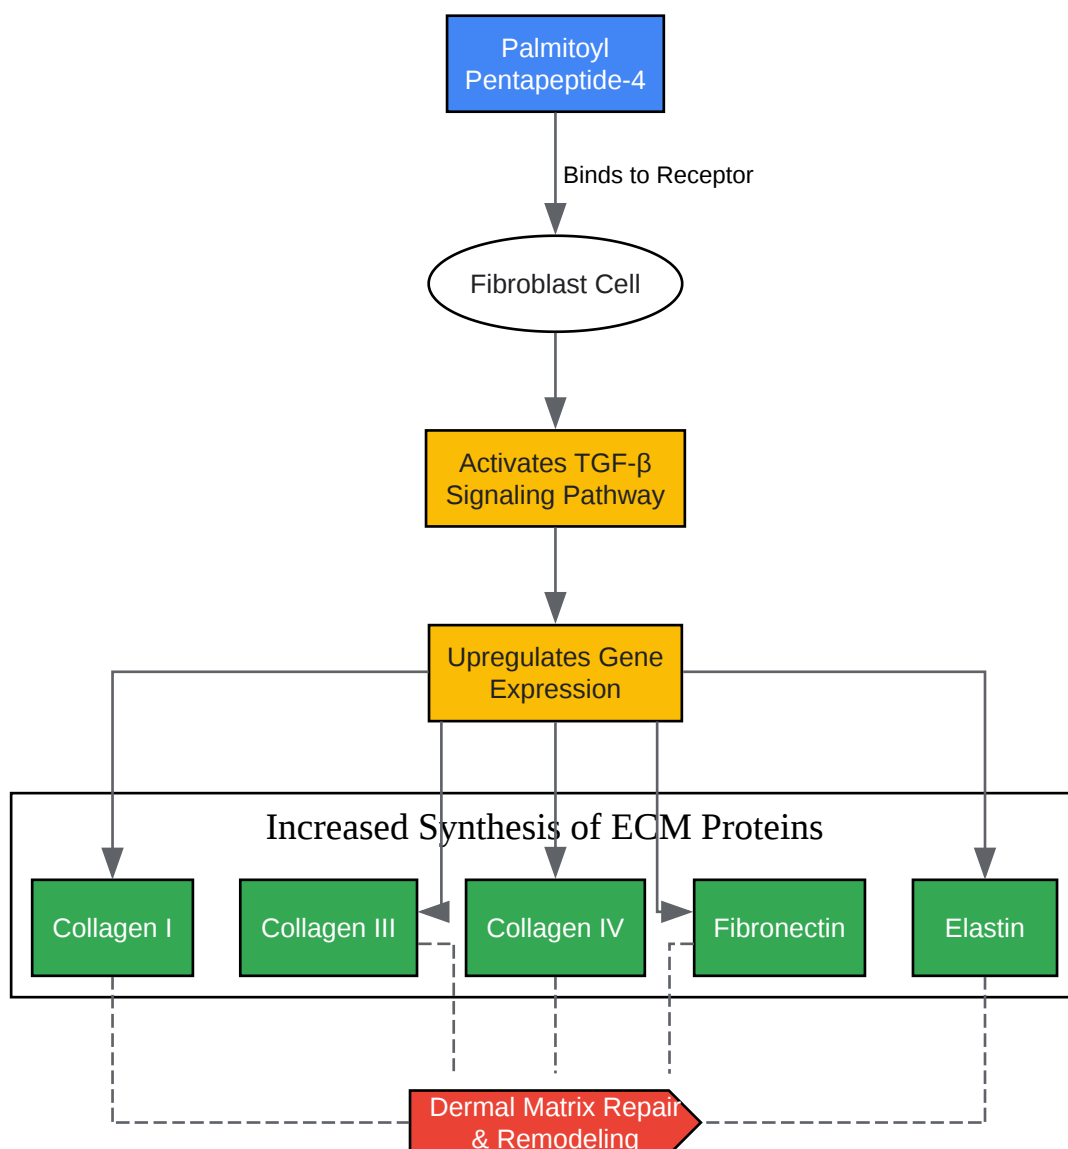 Palmitoyl
Pentapeptide-4
Binds to Receptor
Fibroblast Cell
Activates TGF-β
Signaling Pathway
Upregulates Gene
Expression
Increased Synthesis of ECM Proteins
Collagen I
Collagen III
Collagen IV
Fibronectin
Elastin
Dermal Matrix Repair
& Remodeling